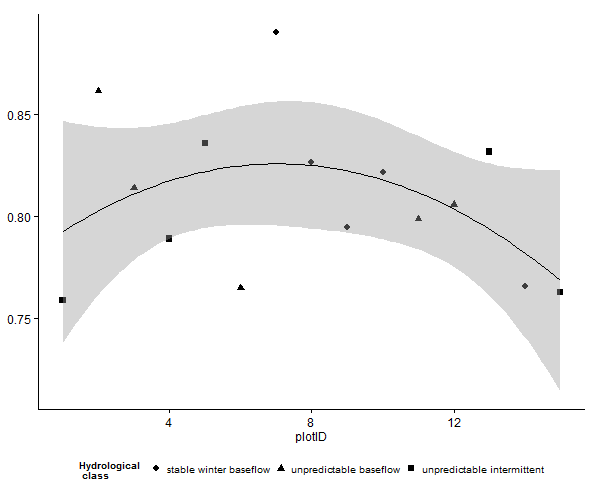 0.85
0.80
0.75
4 8 12
plotID
Hydrological
class
stable winter baseflow unpredictable baseflow unpredictable intermittent